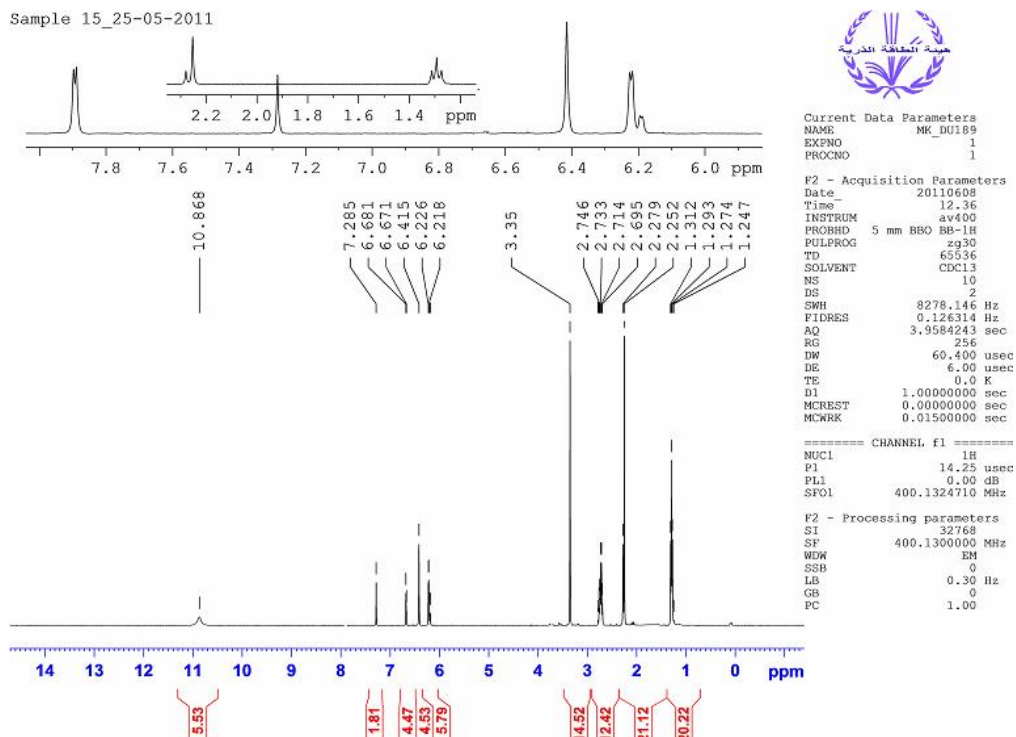 Sample 15_25-05-2011
هيئة الطاقة الذرية
2.2 2.0 1.8 1.6 1.4 ppm
7.8 7.6 7.4 7.2 7.0 6.8 6.6 6.4 6.2 6.0 ppm
10.868
7.285
6.681
6.671
6.415
6.226
6.218
3.35
2.746
2.733
2.714
2.695
2.279
2.252
1.312
1.293
1.274
1.247
Current Data Parameters
NAME MK_DU189
EXPNO 1
PROCNO 1
F2 - Acquisition Parameters
Date_ 20110608
Time 12.36
INSTRUM av400
PROBHD 5 mm BBO BB-1H
PULPROG zg30
TD 65536
SOLVENT CDCl3
NS 10
DS 2
SWH 8278.146 Hz
FIDRES 0.126314 Hz
AQ 3.9584243 sec
RG 256
DW 60.400 usec
DE 6.00 usec
TE 0.0 K
D1 1.00000000 sec
MCREST 0.00000000 sec
MCWRK 0.01500000 sec
======== CHANNEL f1 ========
NUC1 1H
P1 14.25 usec
PL1 0.00 dB
SFO1 400.1324710 MHz
F2 - Processing parameters
SI 32768
SF 400.1300000 MHz
WDW EM
SSB 0
LB 0.30 Hz
GB 0
PC 1.00
14 13 12 11 10 9 8 7 6 5 4 3 2 1 0 ppm
5.53
1.81
4.47
4.53
5.79
14.52
12.42
21.12
20.22